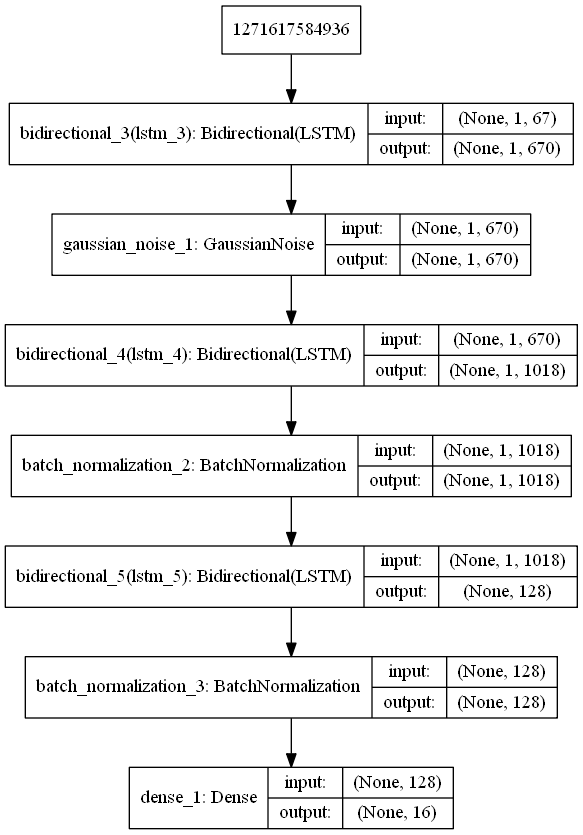 1271617584936
bidirectional_3(lstm_3): Bidirectional(LSTM)
input: (None, 1, 67)
output: (None, 1, 670)
gaussian_noise_1: GaussianNoise
input: (None, 1, 670)
output: (None, 1, 670)
bidirectional_4(lstm_4): Bidirectional(LSTM)
input: (None, 1, 670)
output: (None, 1, 1018)
batch_normalization_2: BatchNormalization
input: (None, 1, 1018)
output: (None, 1, 1018)
bidirectional_5(lstm_5): Bidirectional(LSTM)
input: (None, 1, 1018)
output: (None, 128)
batch_normalization_3: BatchNormalization
input: (None, 128)
output: (None, 128)
dense_1: Dense
input: (None, 128)
output: (None, 16)